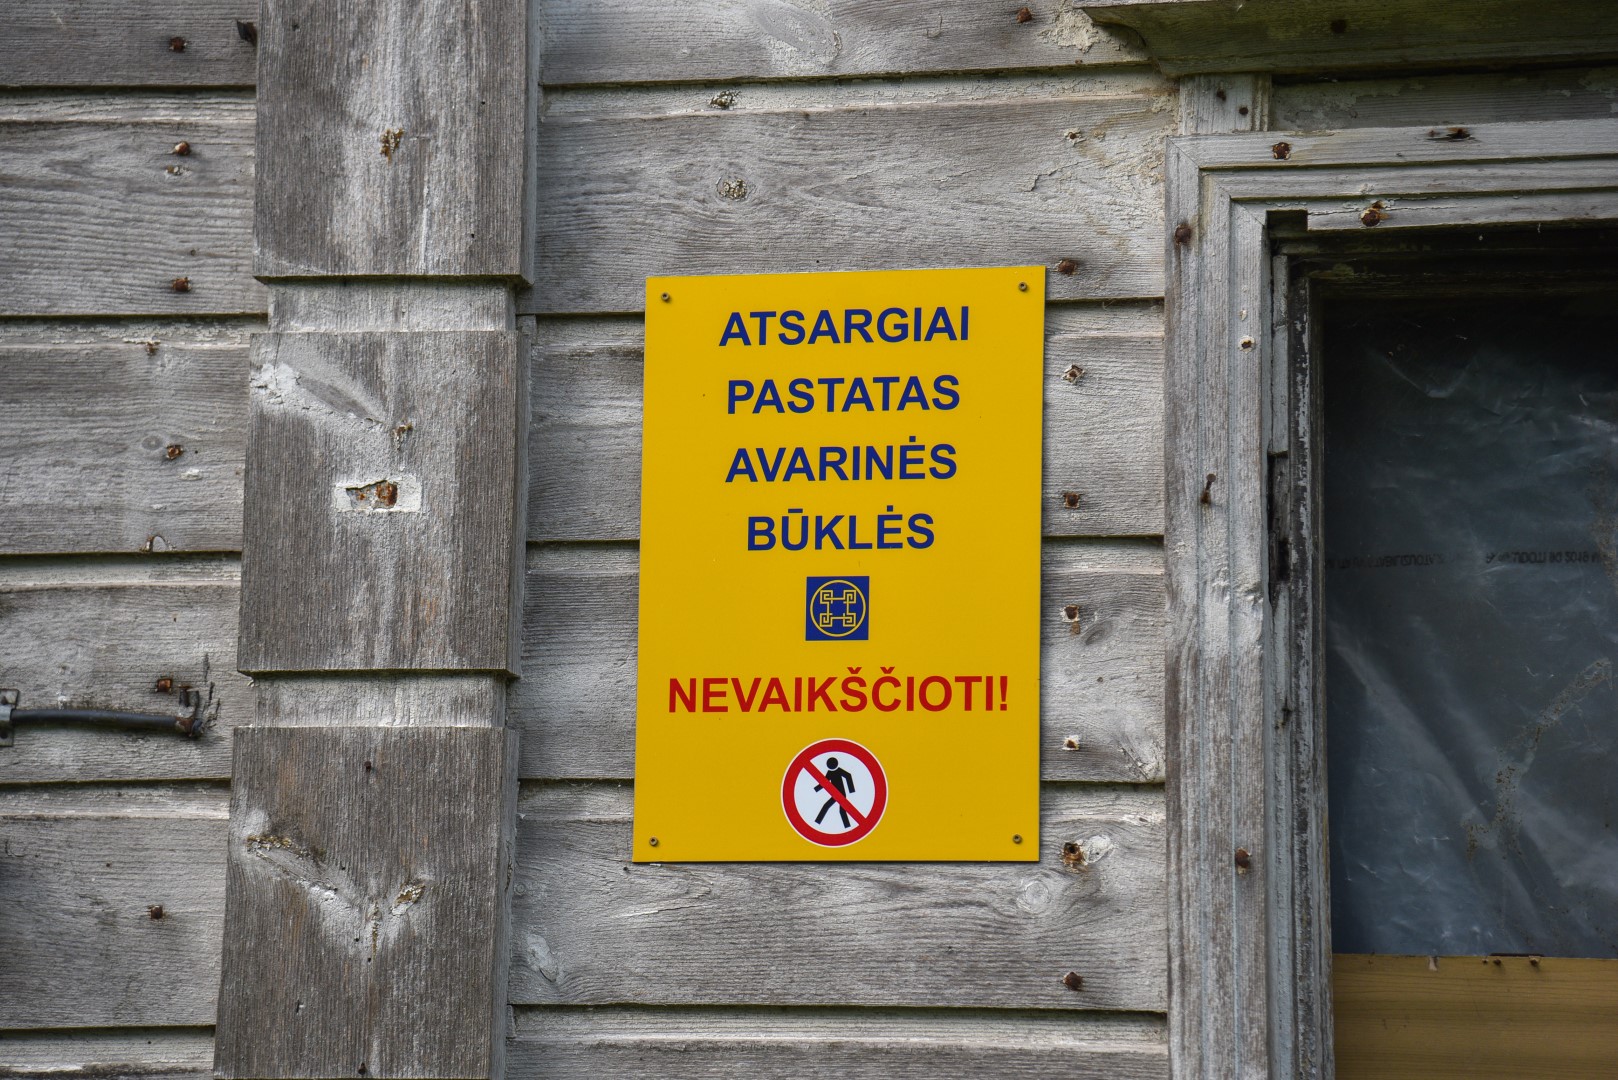 ATSARGIAI
PASTATAS
AVARINĖS
BŪKLĖS
NEVAIKŠČIOTI!